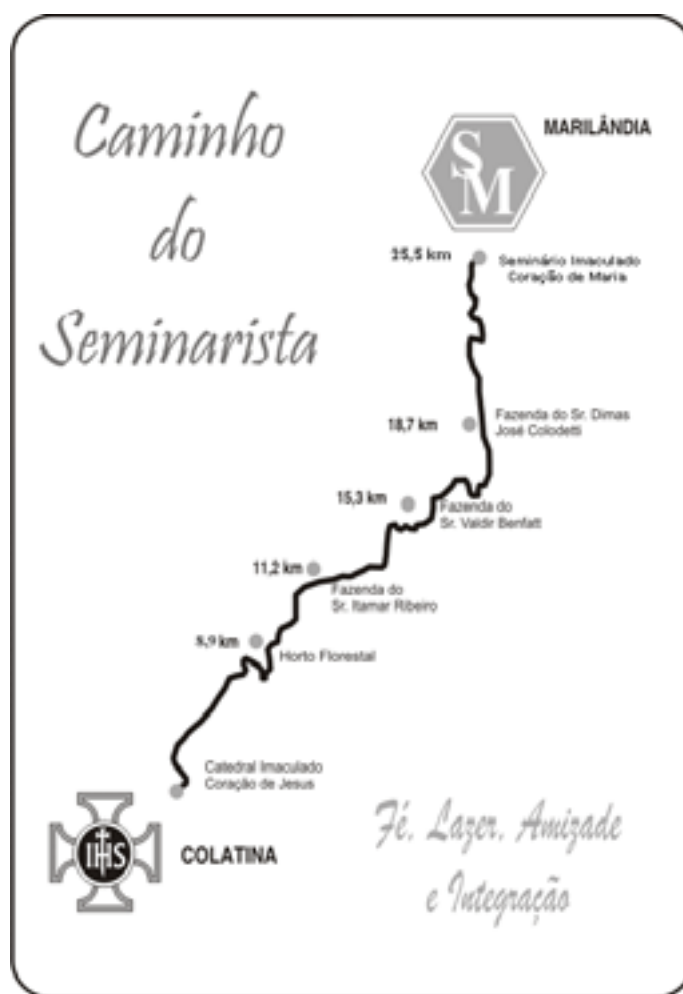 Caminho
do
Seminarista
SM
MARILÂNDIA
25,5 km
Seminário Imaculado
Coração de Maria
18,7 km
Fazenda do Sr. Dimas
José Colodetti
15,3 km
Fazenda do
Sr. Valdir Benfatt
11,2 km
Fazenda do
Sr. Itamar Ribeiro
8,9 km
Horto Florestal
Catedral Imaculado
Coração de Jesus
IHS
COLATINA
Fé, Lazer, Amizade
e Integração